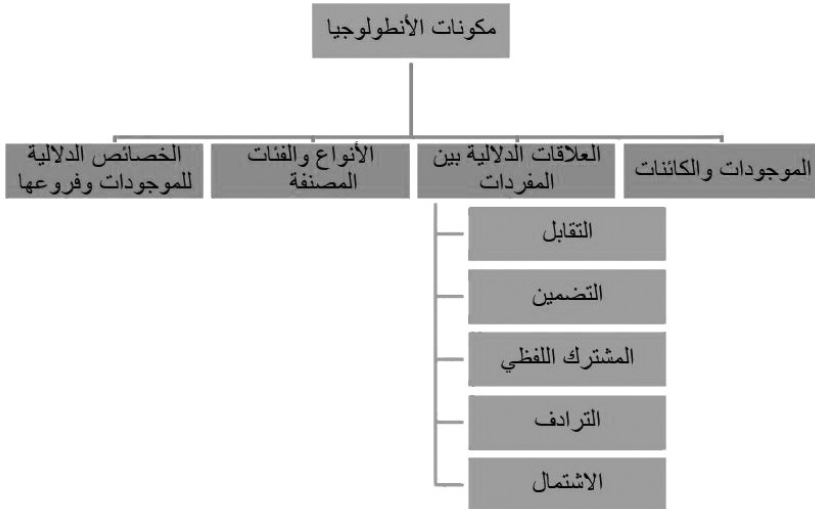 مكونات الأنطولوجيا
الموجودات والكائنات
العلاقات الدلالية بين
المفردات
الأنواع والفئات
المصنفة
الخصائص الدلالية
للموجودات وفروعها
التقابل
التضمين
المشترك اللفظي
الترادف
الاشتمال